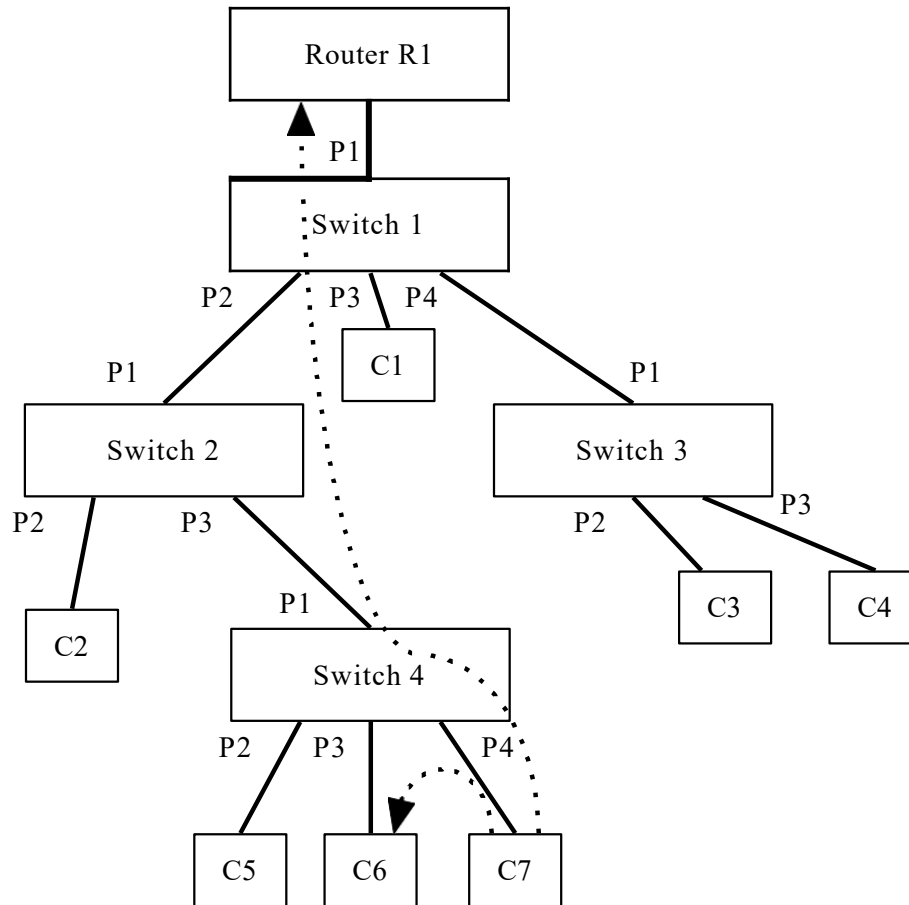 Router R1
P1
Switch 1
P2 P3 P4
C1
P1 P1
Switch 2 Switch 3
P2 P3 P2 P3
C3 C4
P1
C2
Switch 4
P2 P3 P4
C5 C6 C7